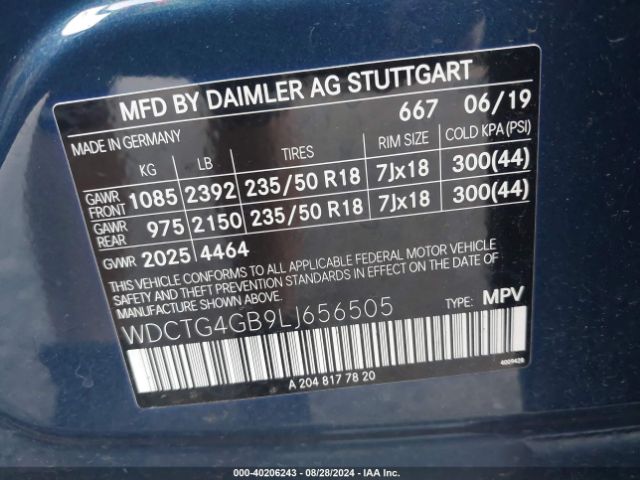 MFD BY DAIMLER AG STUTTGART
667 06/19
MADE IN GERMANY
KG LB TIRES RIM SIZE COLD KPA(PSI)
GAWR FRONT 1085 2392 235/50 R18 7Jx18 300(44)
GAWR REAR 975 2150 235/50 R18 7Jx18 300(44)
GVWR 2025 4464
THIS VEHICLE CONFORMS TO ALL APPLICABLE FEDERAL MOTOR VEHICLE
SAFETY AND THEFT PREVENTION STANDARDS IN EFFECT ON THE DATE OF
MANUFACTURE SHOWN ABOVE.
WDCTG4GB9LJ656505 TYPE: MPV
4009428
A 204 817 78 20
000-40206243 - 08/28/2024 - IAA Inc.